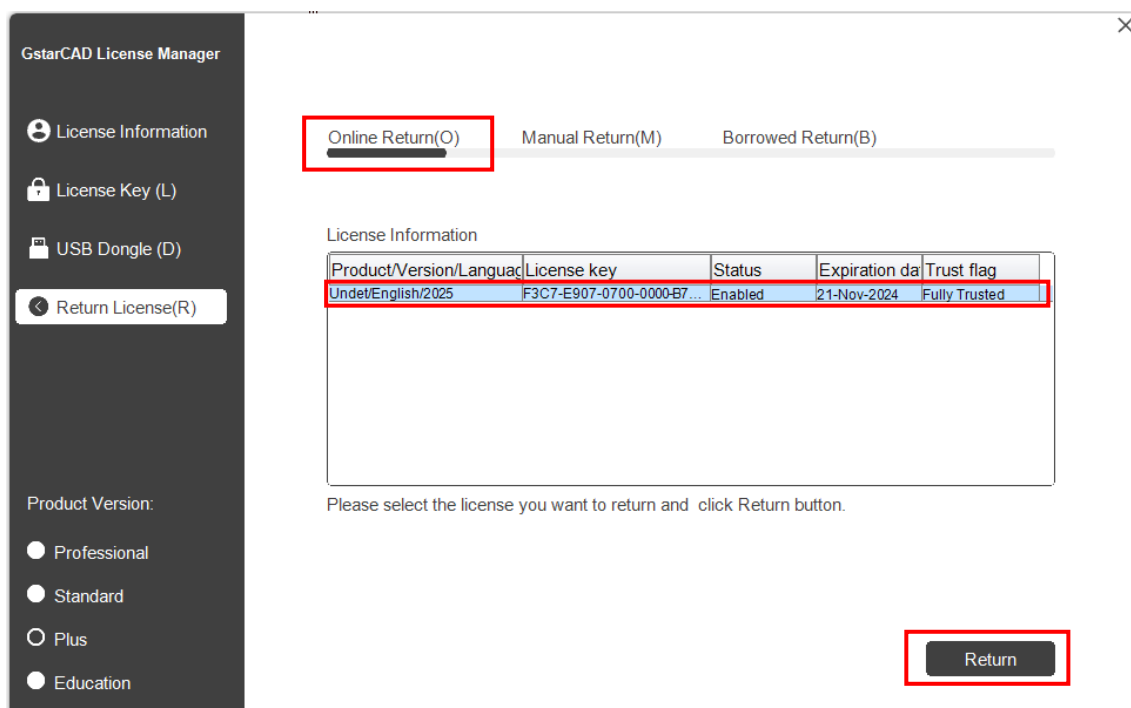 GstarCAD License Manager
License Information
License Key (L)
USB Dongle (D)
Return License(R)
Product Version:
Professional
Standard
Plus
Education
Online Return(O) Manual Return(M) Borrowed Return(B)
License Information
Product/Version/Languag License key Status Expiration da Trust flag
Undet/English/2025 F3C7-E907-0700-0000-B7... Enabled 21-Nov-2024 Fully Trusted
Please select the license you want to return and click Return button.
Return